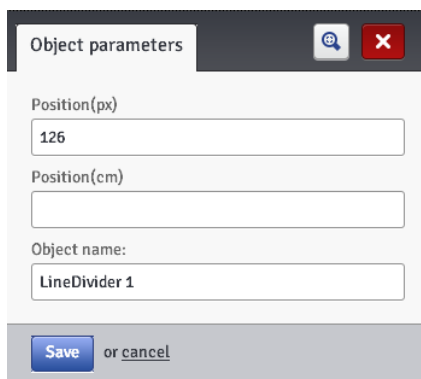 Object parameters
Position(px)
126
Position(cm)
Object name:
LineDivider 1
Save or cancel